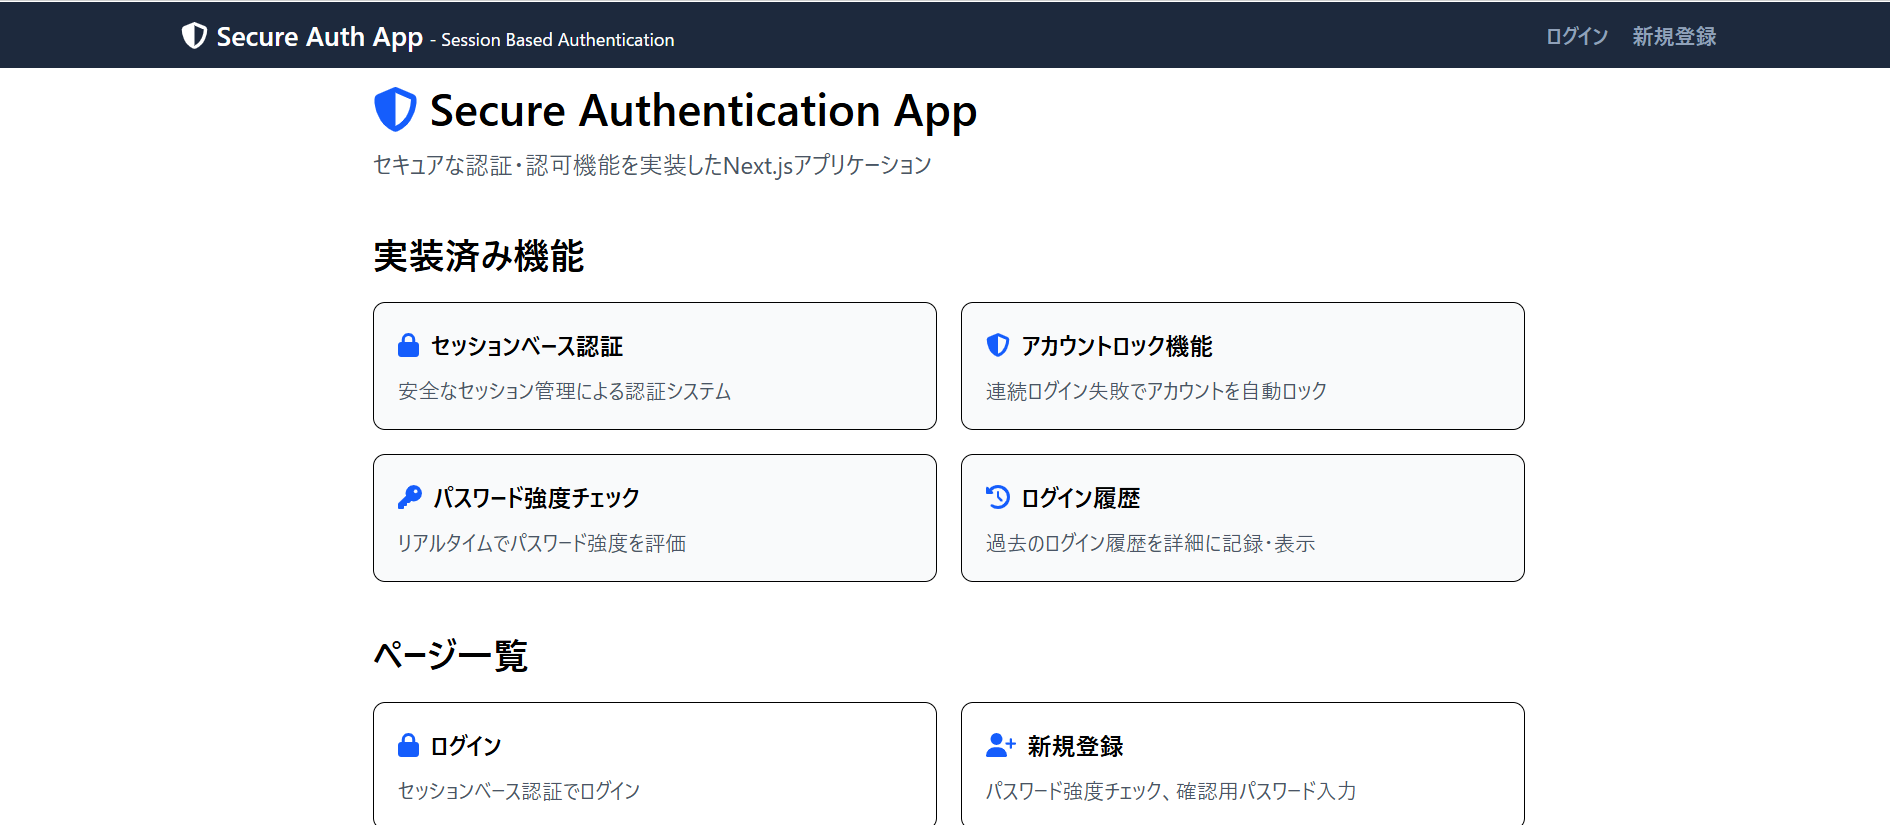 Secure Auth App - Session Based Authentication
ログイン 新規登録
Secure Authentication App
セキュアな認証・認可機能を実装したNext.jsアプリケーション
実装済み機能
セッションベース認証
安全なセッション管理による認証システム
アカウントロック機能
連続ログイン失敗でアカウントを自動ロック
パスワード強度チェック
リアルタイムでパスワード強度を評価
ログイン履歴
過去のログイン履歴を詳細に記録・表示
ページ一覧
ログイン
セッションベース認証でログイン
新規登録
パスワード強度チェック、確認用パスワード入力